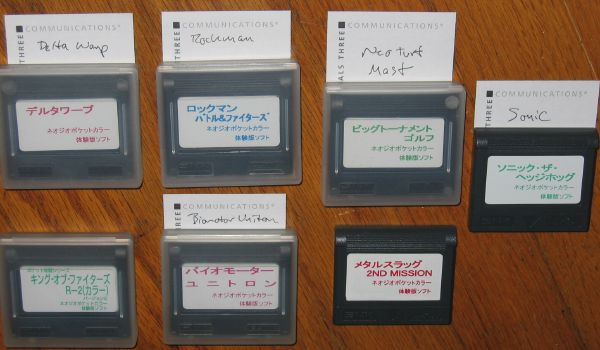 THREE COMMUNICATIONS
Delta Warp
デルタワープ
ネオジオポケットカラー
体験版ソフト
THREE COMMUNICATIONS
Rockman
ロックマン
バトル&ファイターズ
ネオジオポケットカラー
体験版ソフト
ALS THREE COMMUNICATIONS
Neo Turf
Mast
ビッグトーナメント
ゴルフ
ネオジオポケットカラー
体験版ソフト
THREE COMMUNICATIONS
Sonic
ソニック・ザ・
ヘッジホッグ
ネオジオポケットカラー
体験版ソフト
キング・オブ・ファイターズ
R-2(カラー)
ネオジオポケットカラー
体験版ソフト
THREE COMMUNICATIONS
Biomotor Unitron
バイオモーター
ユニトロン
ネオジオポケットカラー
体験版ソフト
メタルスラッグ
2ND MISSION
ネオジオポケットカラー
体験版ソフト